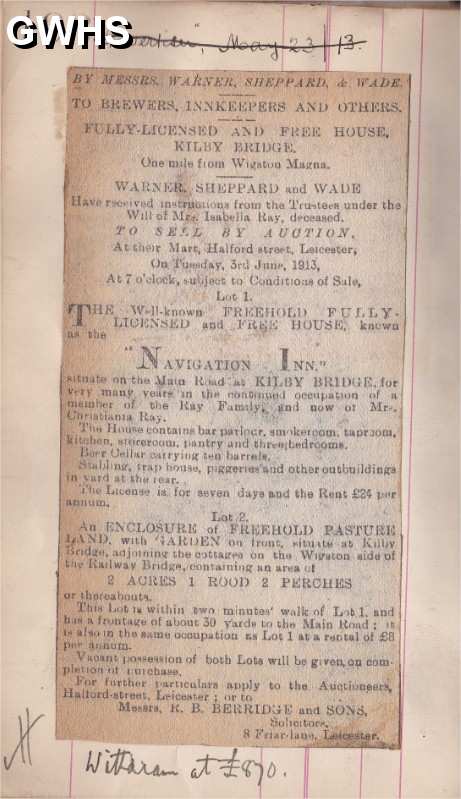 GWHS
Advertiser, May 23/13.
BY MESSRS. WARNER, SHEPPARD, & WADE.
TO BREWERS, INNKEEPERS AND OTHERS.
FULLY-LICENSED AND FREE HOUSE,
KILBY BRIDGE.
One mile from Wigston Magna.
WARNER, SHEPPARD and WADE
Have received instructions from the Trustees under the
Will of Mrs. Isabella Ray, deceased.
TO SELL BY AUCTION,
At their Mart, Halford street, Leicester,
On Tuesday, 3rd June, 1913,
At 7 o'clock, subject to Conditions of Sale,
Lot 1.
THE Well-known FREEHOLD FULLY-
LICENSED and FREE HOUSE, known
as the
"NAVIGATION INN."
situate on the Main Road at KILBY BRIDGE, for
very many years in the continued occupation of a
member of the Ray Family, and now of Mrs.
Christiania Ray.
The House contains bar parlour, smokeroom, taproom,
kitchen, storeroom, pantry and three bedrooms.
Beer Cellar carrying ten barrels.
Stabling, trap house, piggeries and other outbuildings
in yard at the rear.
The License is for seven days and the Rent £24 per
annum.
Lot 2.
An ENCLOSURE of FREEHOLD PASTURE
LAND, with GARDEN on front, situate at Kilby
Bridge, adjoining the cottages on the Wigston side of
the Railway Bridge, containing an area of
2 ACRES 1 ROOD 2 PERCHES
or thereabouts.
This Lot is within two minutes' walk of Lot 1, and
has a frontage of about 30 yards to the Main Road; it
is also in the same occupation as Lot 1 at a rental of £8
per annum.
Vacant possession of both Lots will be given on com-
pletion of purchase.
For further particulars apply to the Auctioneers,
Halford-street, Leicester; or to
Messrs. R. B. BERRIDGE and SONS,
Solicitors,
8 Friar-lane, Leicester.
Withdrawn at £870.